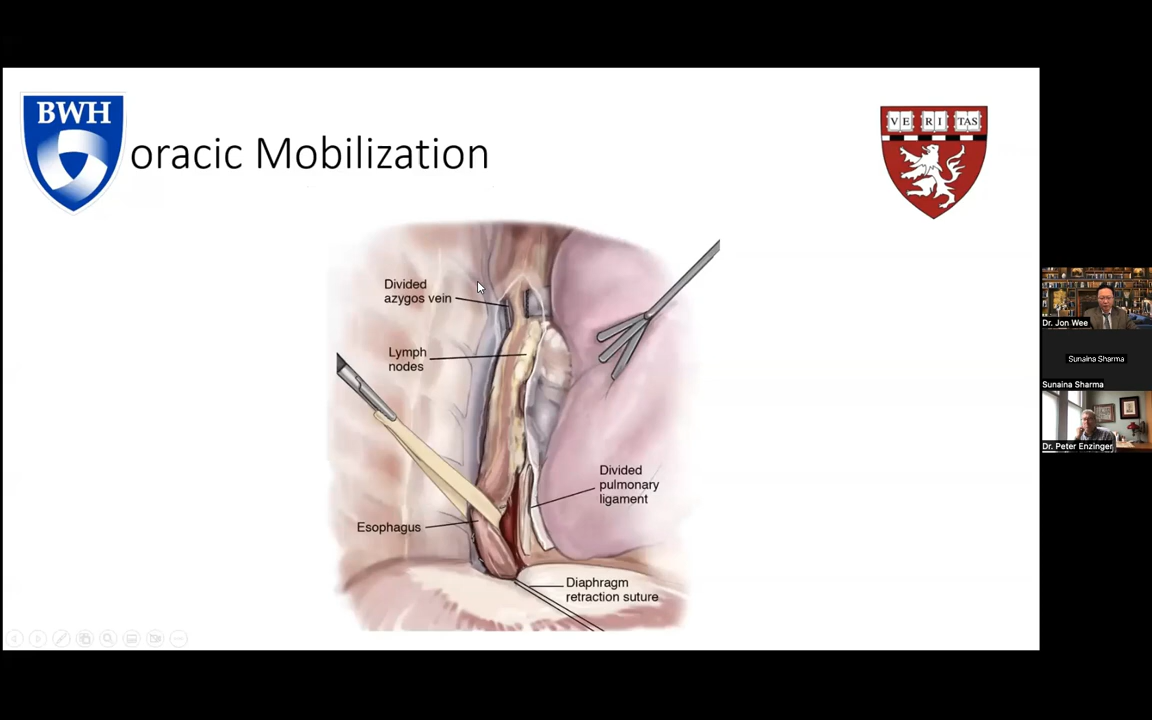 BWH
oracic Mobilization
VE RI TAS
Divided
azygos vein
Lymph
nodes
Divided
pulmonary
ligament
Esophagus
Diaphragm
retraction suture
Dr. Jon Wee
Sunaina Sharma
Sunaina Sharma
Dr. Peter Enzinger